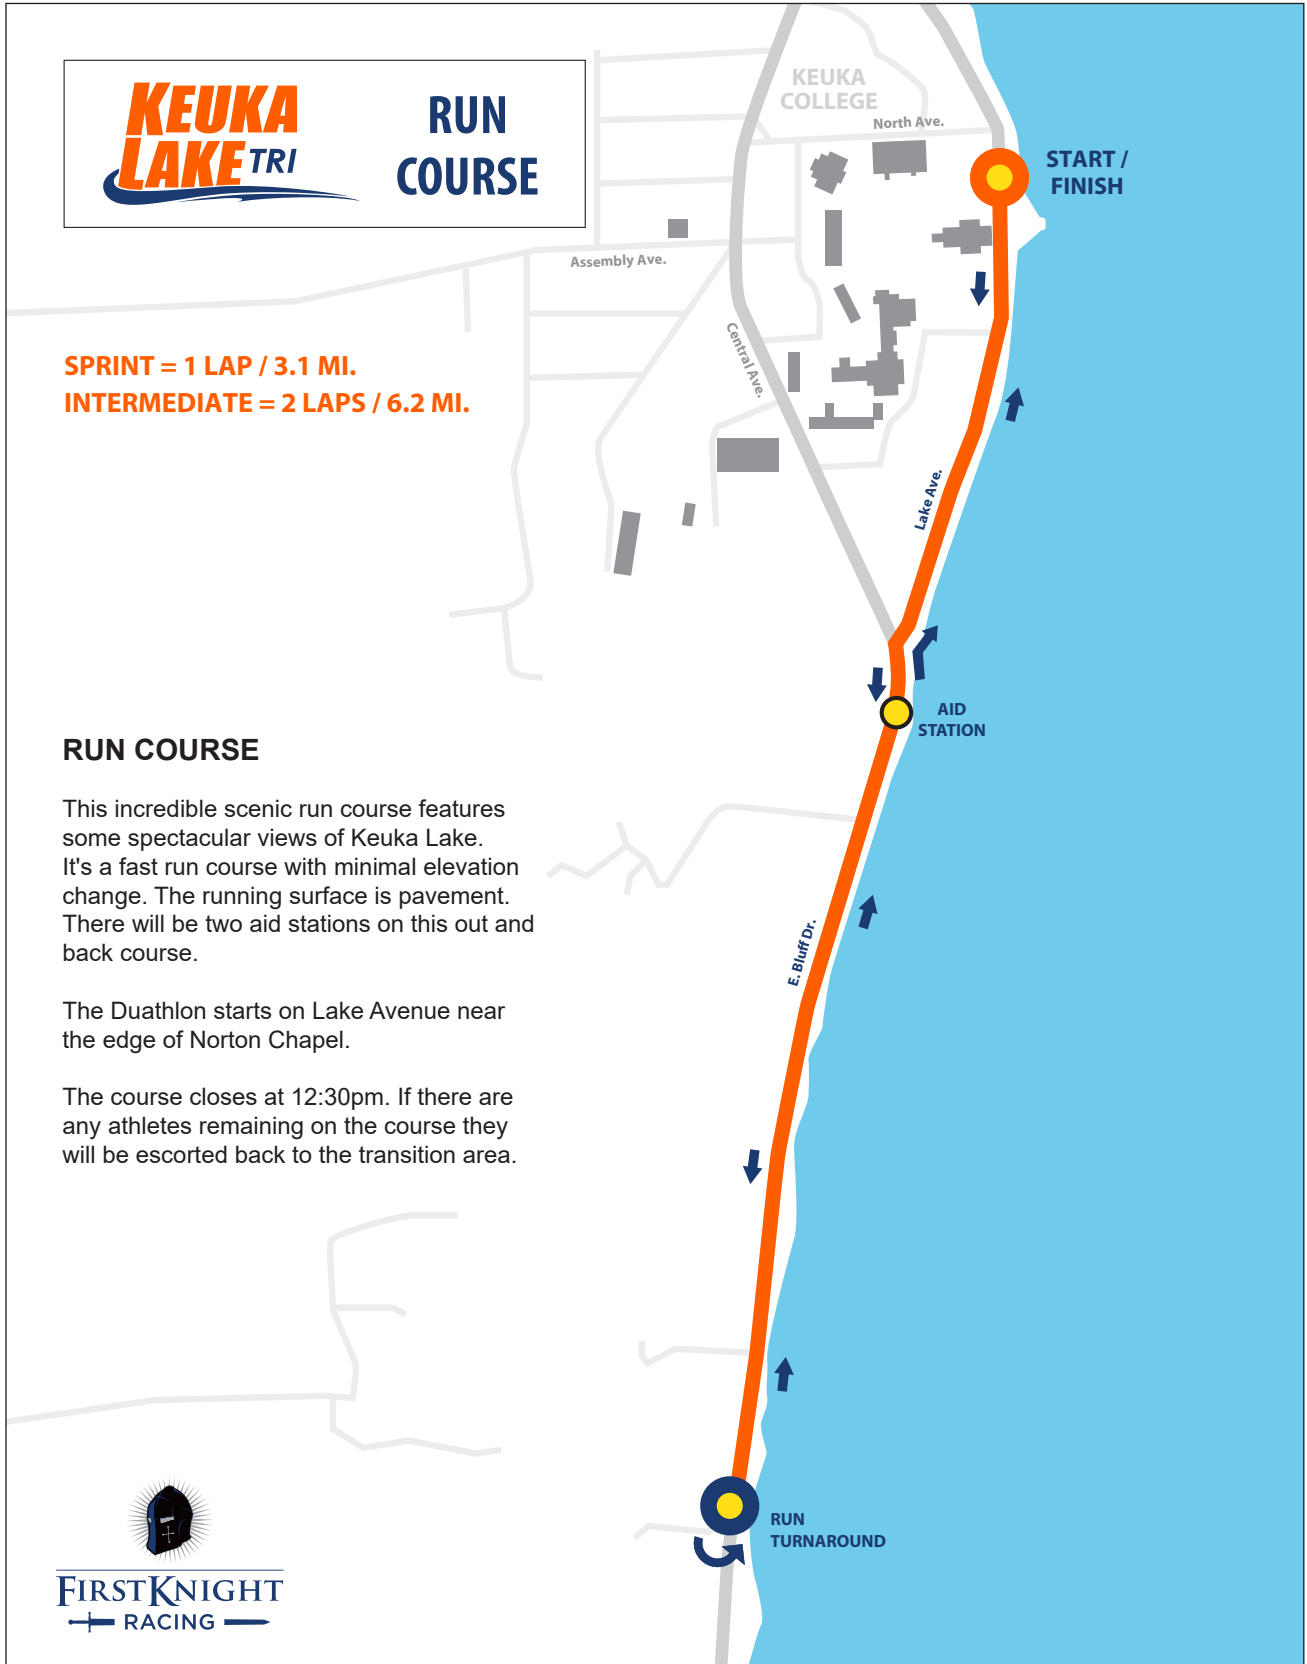 KEUKA
LAKE TRI
RUN
COURSE
KEUKA
COLLEGE
North Ave.
START /
FINISH
Assembly Ave.
Central Ave.
SPRINT = 1 LAP / 3.1 MI.
INTERMEDIATE = 2 LAPS / 6.2 MI.
Lake Ave.
AID
STATION
RUN COURSE
This incredible scenic run course features
some spectacular views of Keuka Lake.
It's a fast run course with minimal elevation
change. The running surface is pavement.
There will be two aid stations on this out and
back course.
The Duathlon starts on Lake Avenue near
the edge of Norton Chapel.
The course closes at 12:30pm. If there are
any athletes remaining on the course they
will be escorted back to the transition area.
E. Bluff Dr.
RUN
TURNAROUND
FIRSTKNIGHT
RACING